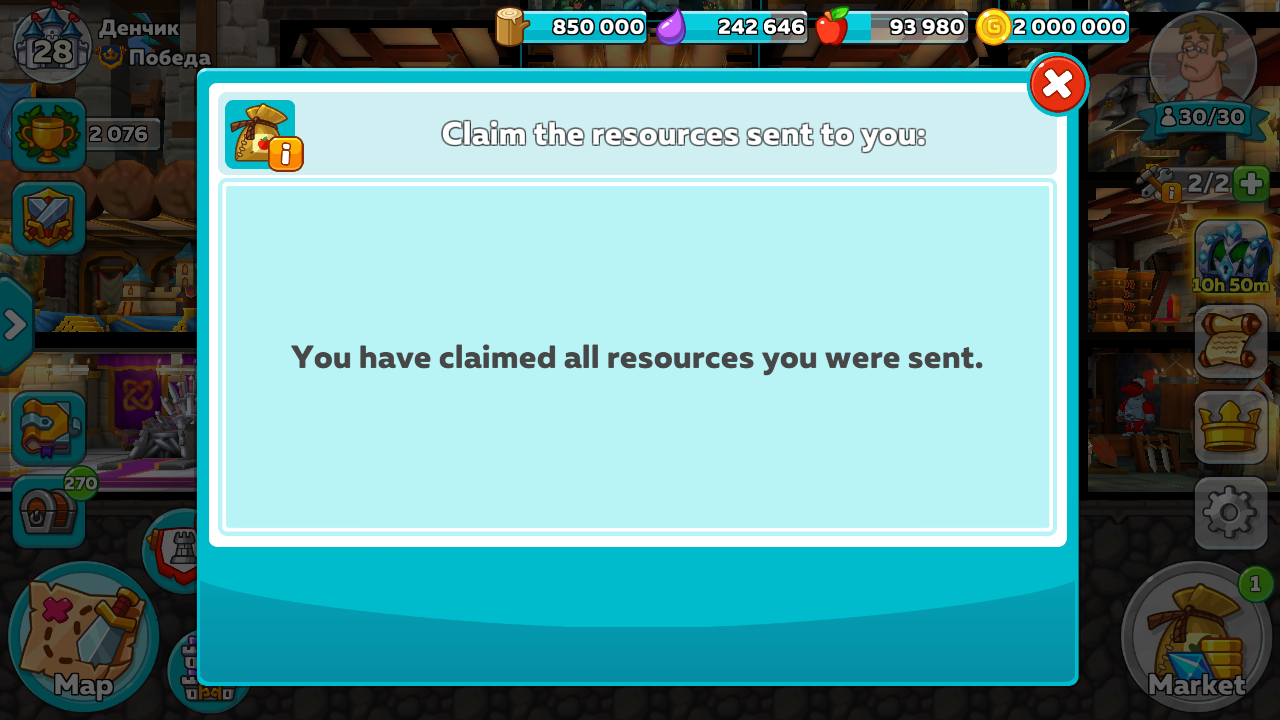 850 000
242 646
93 980
G 2 000 000
28
Денчик
Победа
2 076
Claim the resources sent to you:
i
30/30
2/2
i
10h 50m
You have claimed all resources you were sent.
270
1
Map
Market